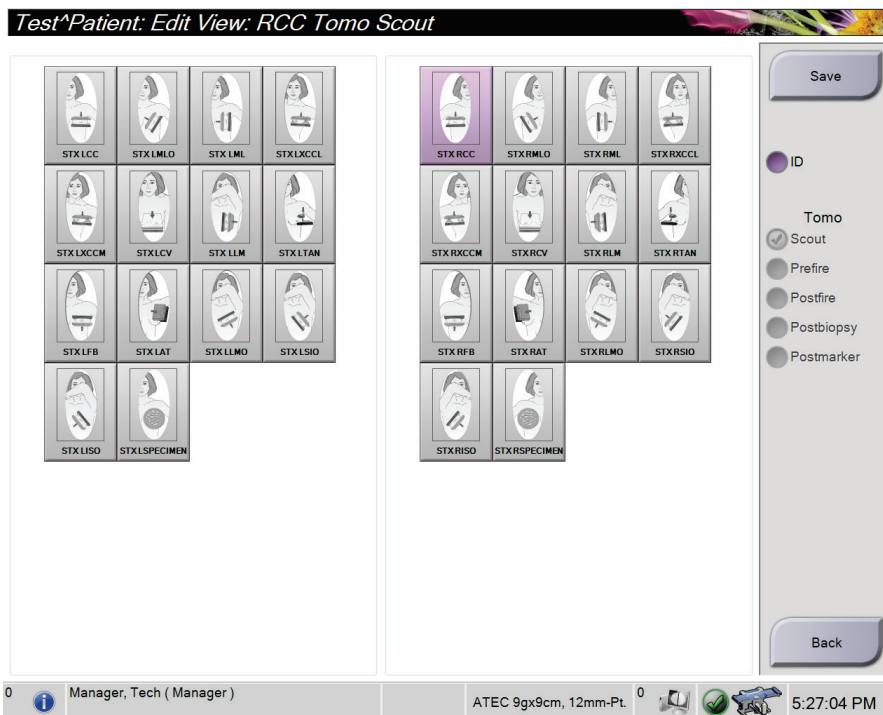 Test^Patient: Edit View: RCC Tomo Scout
STX LCC STX LMLO STX LML STX LXCCL
STX LXCCM STX LCV STX LLM STX LTAN
STX LFB STX LAT STX LLMO STX LSIO
STX LISO STX LSPECIMEN
STX RCC STX RMLO STX RML STX RXCCL
STX RXCCM STX RCV STX RLM STX RTAN
STX RFB STX RAT STX RLMO STX RSIO
STX RISO STX RSPECIMEN
Save
ID
Tomo
Scout
Prefire
Postfire
Postbiopsy
Postmarker
Back
0 i Manager, Tech ( Manager ) ATEC 9gx9cm, 12mm-Pt. 0 5:27:04 PM